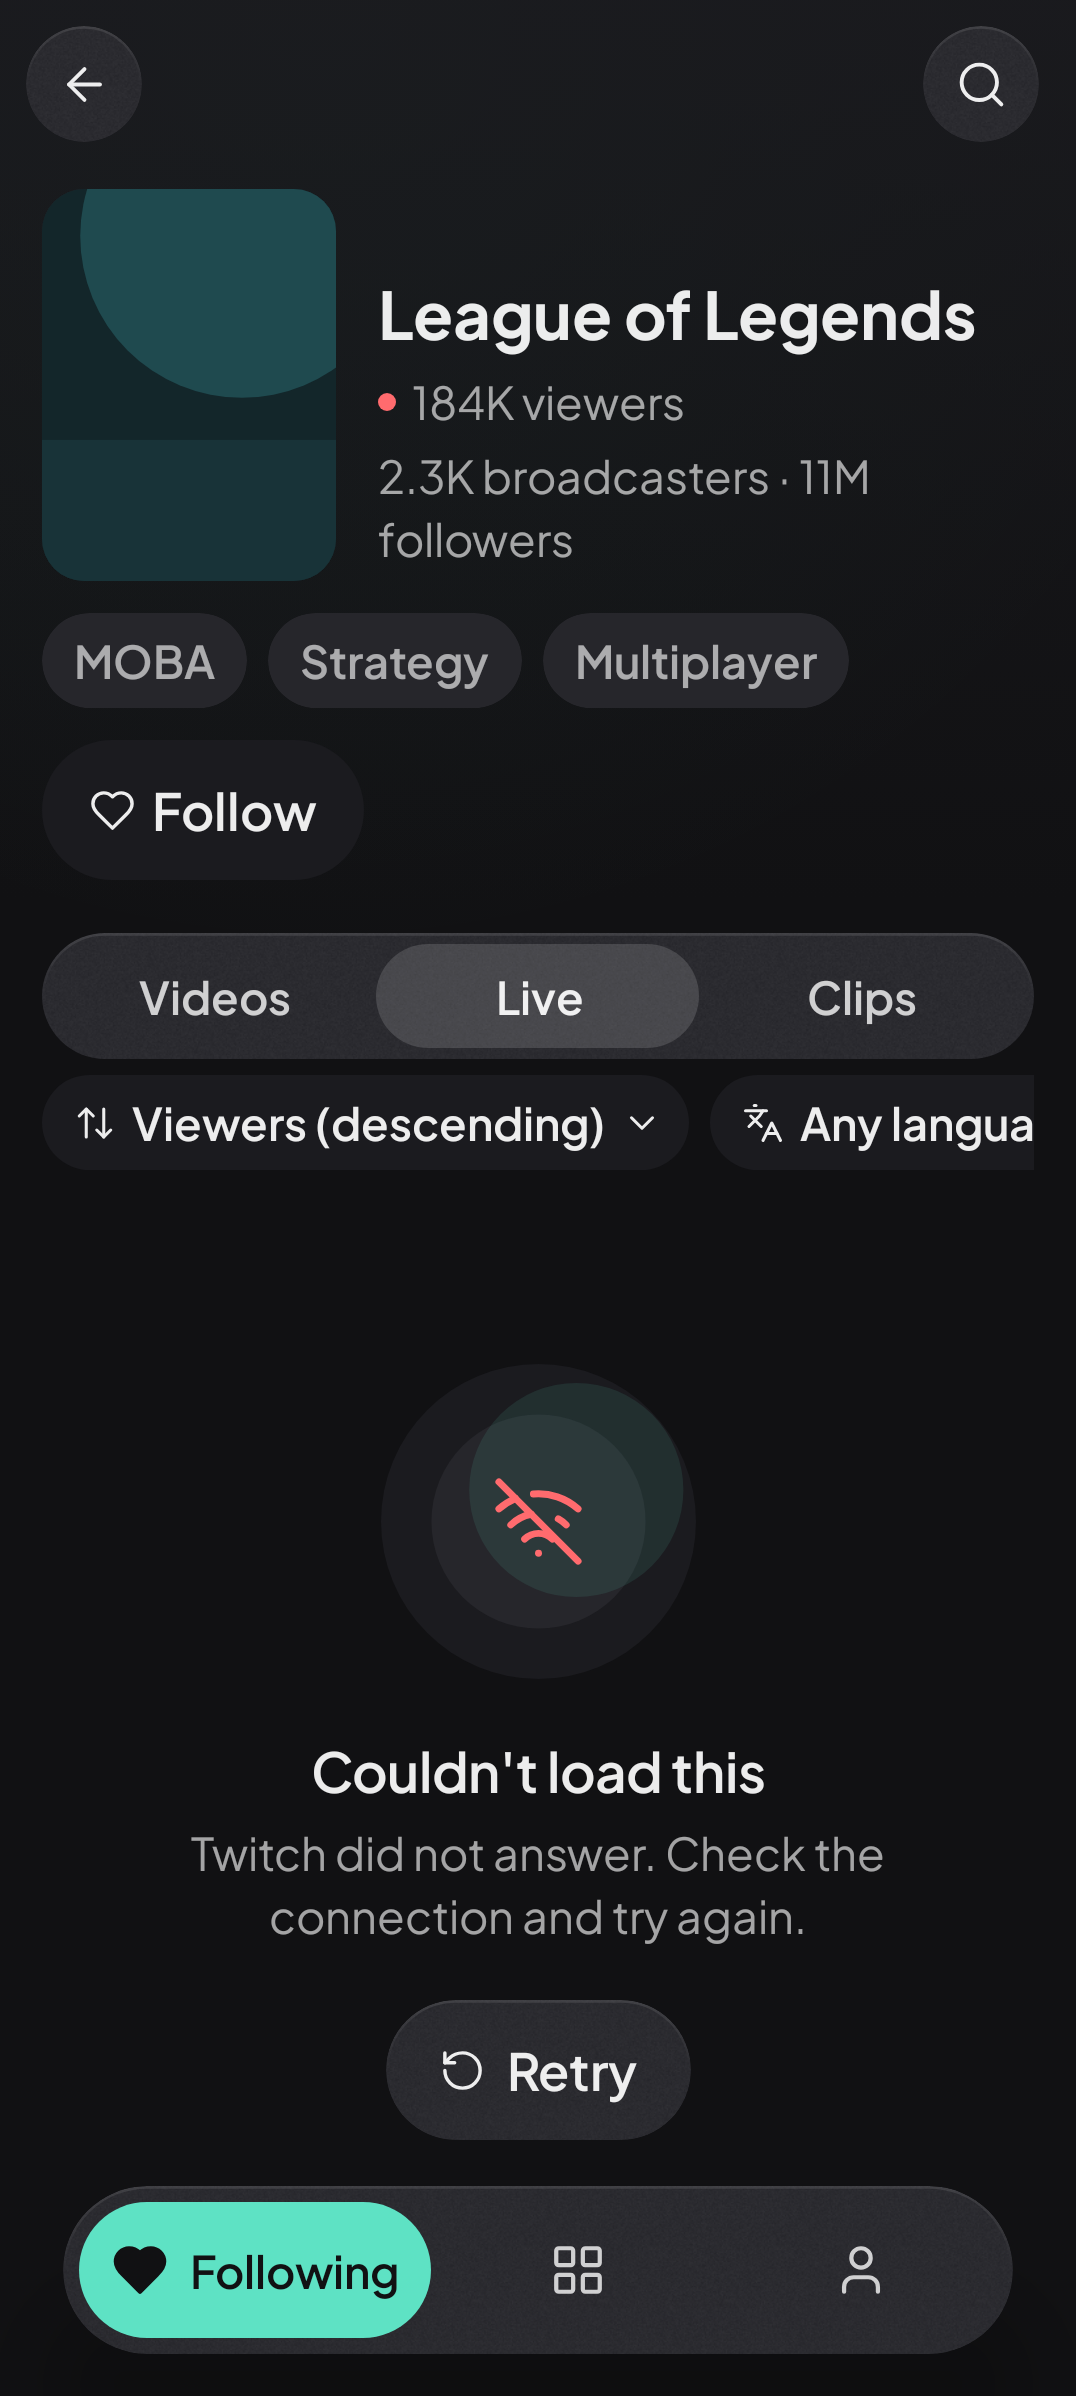 League of Legends
184K viewers
2.3K broadcasters · 11M
followers
MOBA
Strategy
Multiplayer
Follow
Videos
Live
Clips
Viewers (descending)
Any langua
Couldn't load this
Twitch did not answer. Check the
connection and try again.
Retry
Following